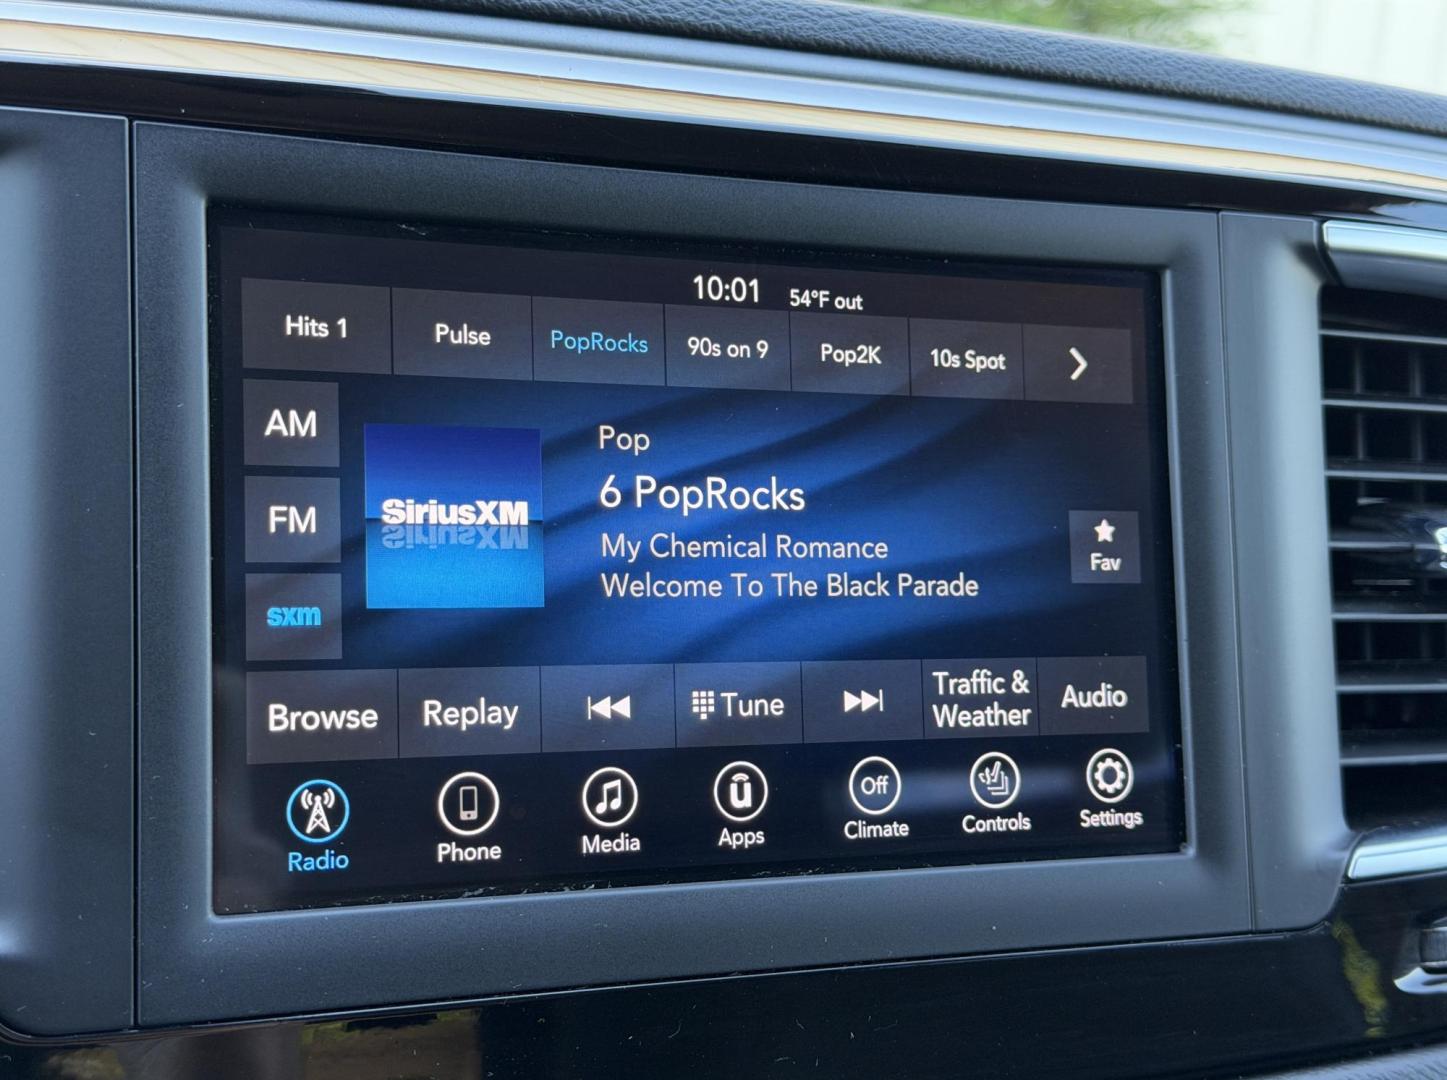 10:01 54°F out
Hits 1 Pulse PopRocks 90s on 9 Pop2K 10s Spot
AM
FM
sxm
SiriusXM
Pop
6 PopRocks
My Chemical Romance
Welcome To The Black Parade
Fav
Browse Replay Tune Traffic & Weather Audio
Off
Radio Phone Media Apps Climate Controls Settings